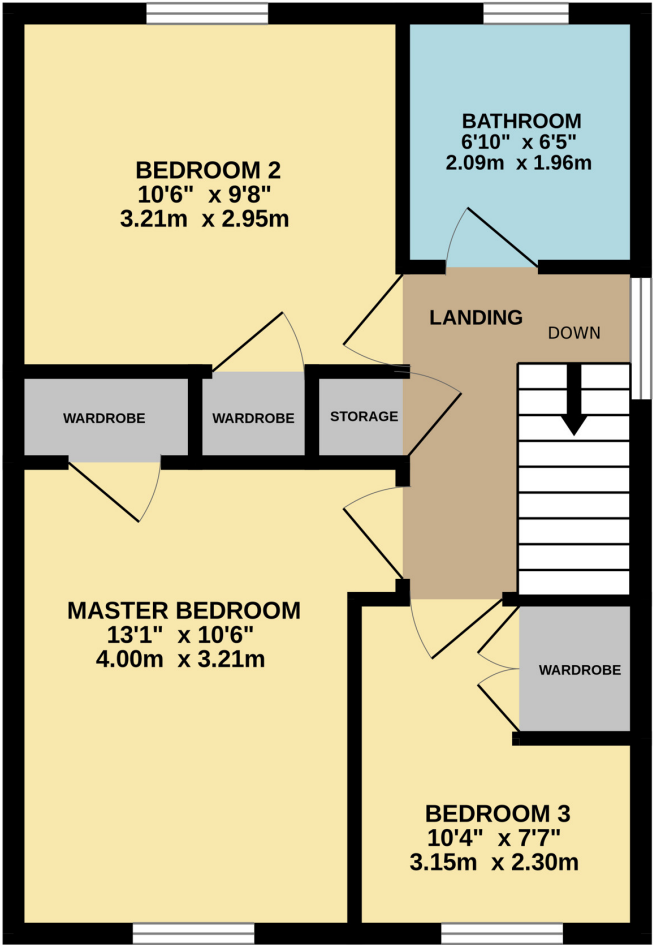 BEDROOM 2
10'6" x 9'8"
3.21m x 2.95m
BATHROOM
6'10" x 6'5"
2.09m x 1.96m
LANDING
DOWN
WARDROBE
WARDROBE
STORAGE
MASTER BEDROOM
13'1" x 10'6"
4.00m x 3.21m
WARDROBE
BEDROOM 3
10'4" x 7'7"
3.15m x 2.30m